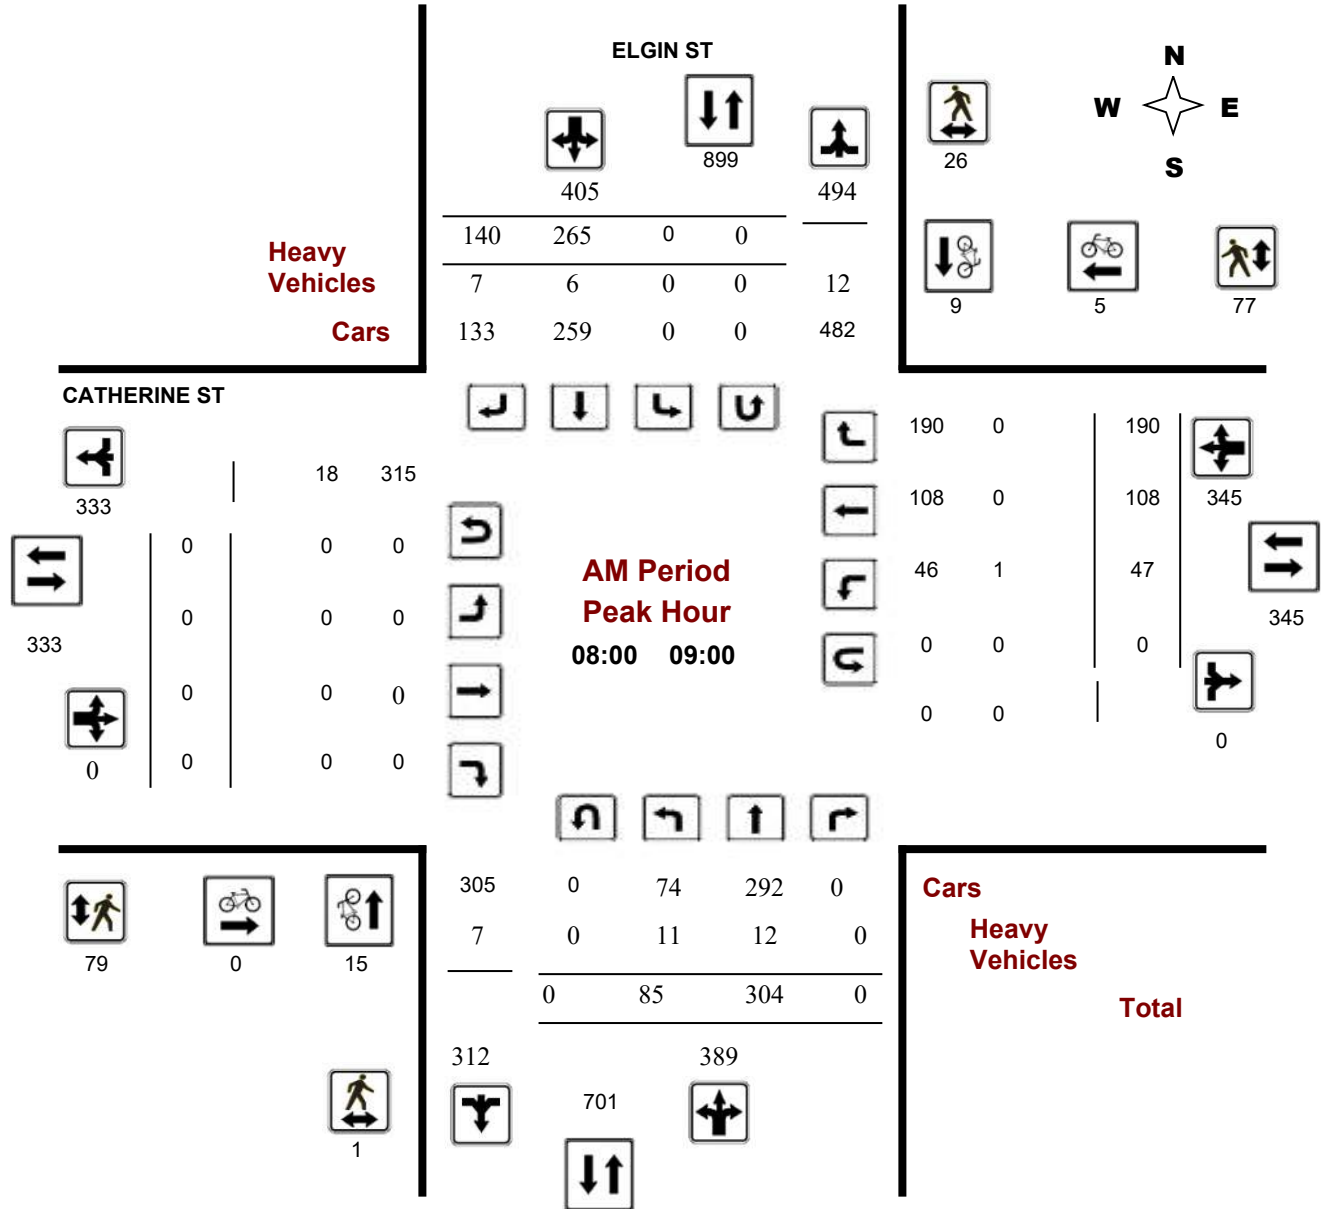 ELGIN ST
N
W E
S
899
26
405 494
140 265 0 0
Heavy
Vehicles
7 6 0 0 12
9 5 77
Cars
133 259 0 0 482
CATHERINE ST
190 0 190
18 315
333
108 0 108 345
0 0 0
AM Period
46 1 47
Peak Hour
0 0 0
345
333
08:00 09:00
0 0 0
0 0 0
0 0
0
0 0 0 0
305 0 74 292 0
Cars
7 0 11 12 0
Heavy
Vehicles
79 0 15
0 85 304 0
Total
312 389
701
1